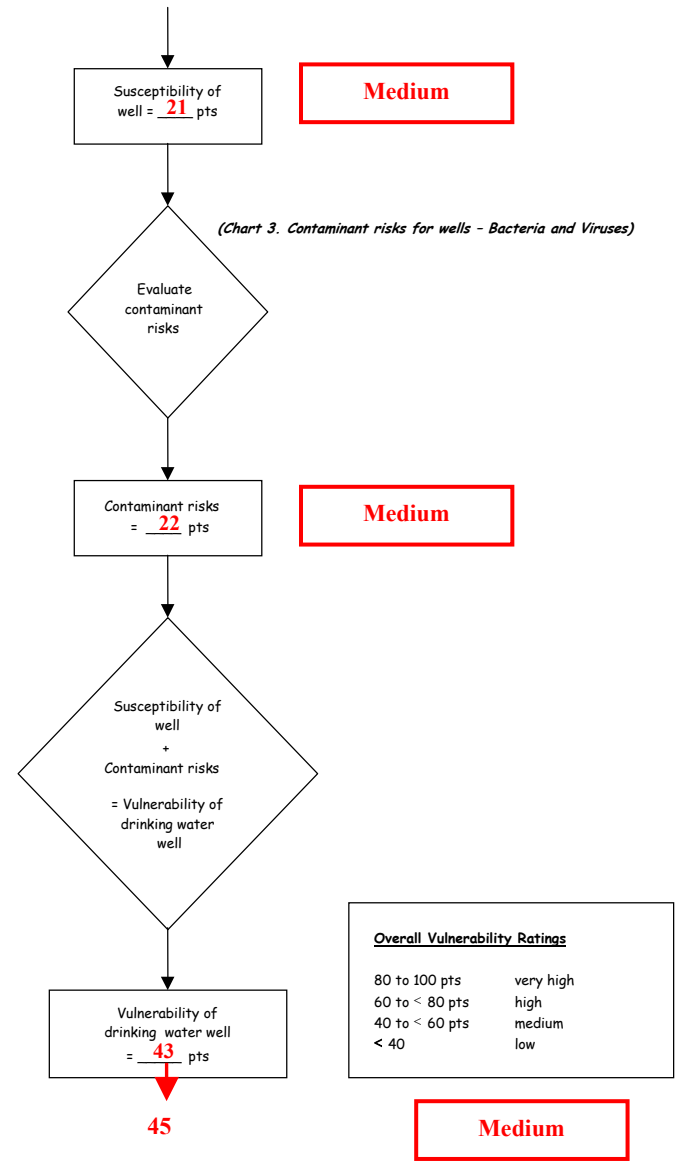 Susceptibility of
well = 21 pts
Medium
(Chart 3. Contaminant risks for wells – Bacteria and Viruses)
Evaluate
contaminant
risks
Contaminant risks
= 22 pts
Medium
Susceptibility of
well
+
Contaminant risks
= Vulnerability of
drinking water
well
Overall Vulnerability Ratings
80 to 100 pts very high
60 to < 80 pts high
40 to < 60 pts medium
< 40 low
Vulnerability of
drinking water well
= 43 pts
45
Medium